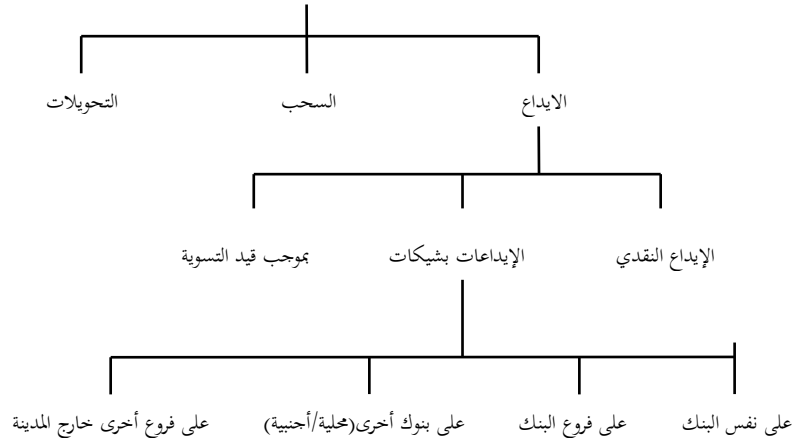 الايداع السحب التحويلات
الإيداع النقدي الإيداعات بشيكات بموجب قيد التسوية
على نفس البنك على فروع البنك على بنوك أخرى(محلية/أجنبية) على فروع أخرى خارج المدينة